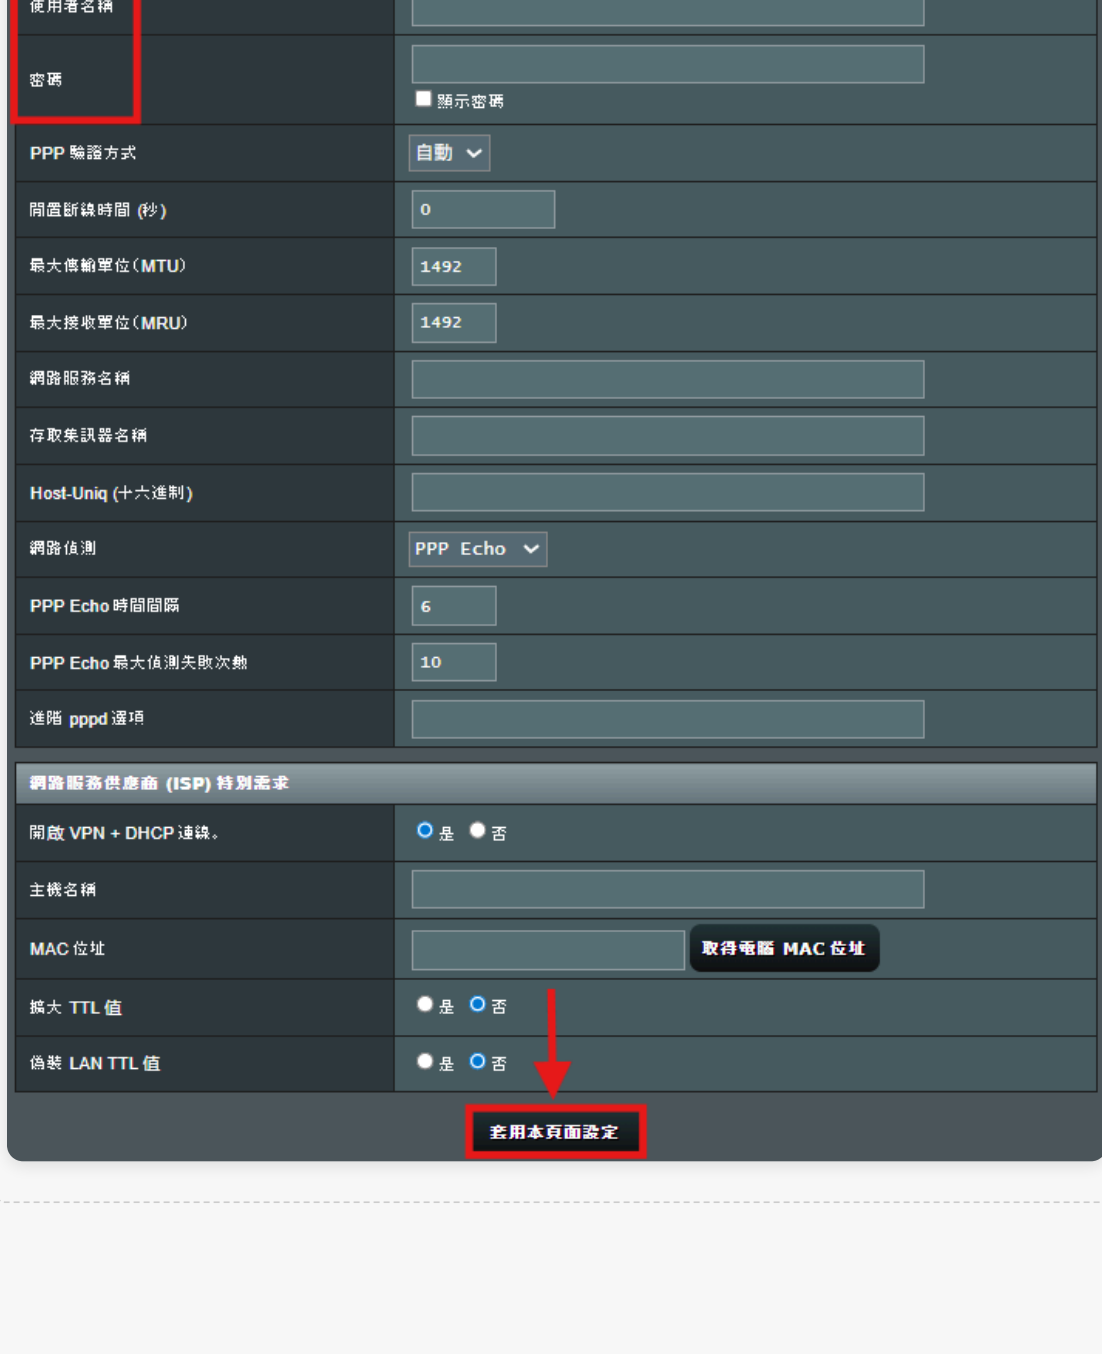 使用者名稱
密碼
顯示密碼
PPP 驗證方式
自動
閒置斷線時間 (秒)
0
最大傳輸單位(MTU)
1492
最大接收單位(MRU)
1492
網路服務名稱
存取集訊器名稱
Host-Uniq (十六進制)
網路偵測
PPP Echo
PPP Echo 時間間隔
6
PPP Echo 最大偵測失敗次數
10
進階 pppd 選項
網路服務供應商 (ISP) 特別需求
開啟 VPN + DHCP 連線。
是 否
主機名稱
MAC 位址
取得電腦 MAC 位址
擴大 TTL 值
是 否
偽裝 LAN TTL 值
是 否
套用本頁面設定